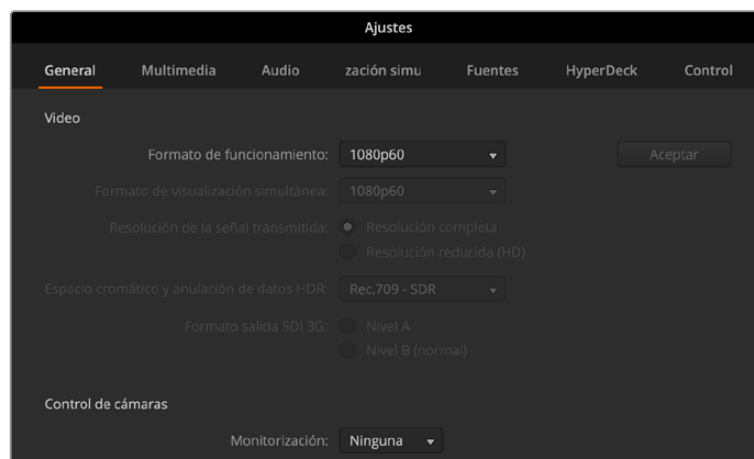 Ajustes
General Multimedia Audio zación simu Fuentes HyperDeck Control
Video
Formato de funcionamiento: 1080p60 Aceptar
Formato de visualización simultánea: 1080p60
Resolución de la señal transmitida: Resolución completa
Resolución reducida (HD)
Espacio cromático y anulación de datos HDR: Rec.709 - SDR
Formato salida SDI 3G: Nivel A
Nivel B (normal)
Control de cámaras
Monitorización: Ninguna